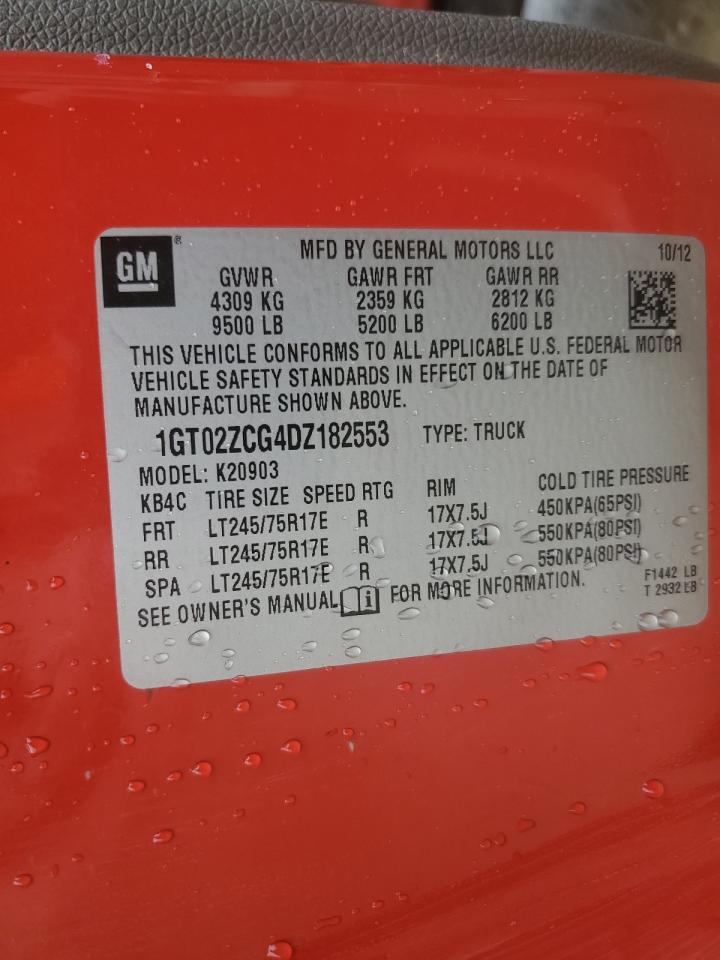 GM® MFD BY GENERAL MOTORS LLC 10/12
GVWR GAWR FRT GAWR RR
4309 KG 2359 KG 2812 KG
9500 LB 5200 LB 6200 LB
THIS VEHICLE CONFORMS TO ALL APPLICABLE U.S. FEDERAL MOTOR
VEHICLE SAFETY STANDARDS IN EFFECT ON THE DATE OF
MANUFACTURE SHOWN ABOVE.
1GT02ZCG4DZ182553 TYPE: TRUCK
MODEL: K20903
KB4C TIRE SIZE SPEED RTG RIM COLD TIRE PRESSURE
FRT LT245/75R17E R 17X7.5J 450KPA(65PSI)
RR LT245/75R17E R 17X7.5J 550KPA(80PSI)
SPA LT245/75R17E R 17X7.5J 550KPA(80PSI)
SEE OWNER'S MANUAL i FOR MORE INFORMATION. F1442 LB
T 2932 LB